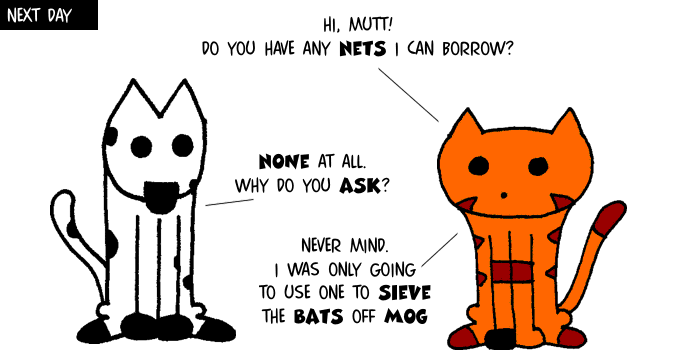 NEXT DAY
HI, MUTT!
DO YOU HAVE ANY NETS I CAN BORROW?
NONE AT ALL.
WHY DO YOU ASK?
NEVER MIND.
I WAS ONLY GOING
TO USE ONE TO SIEVE
THE BATS OFF MOG